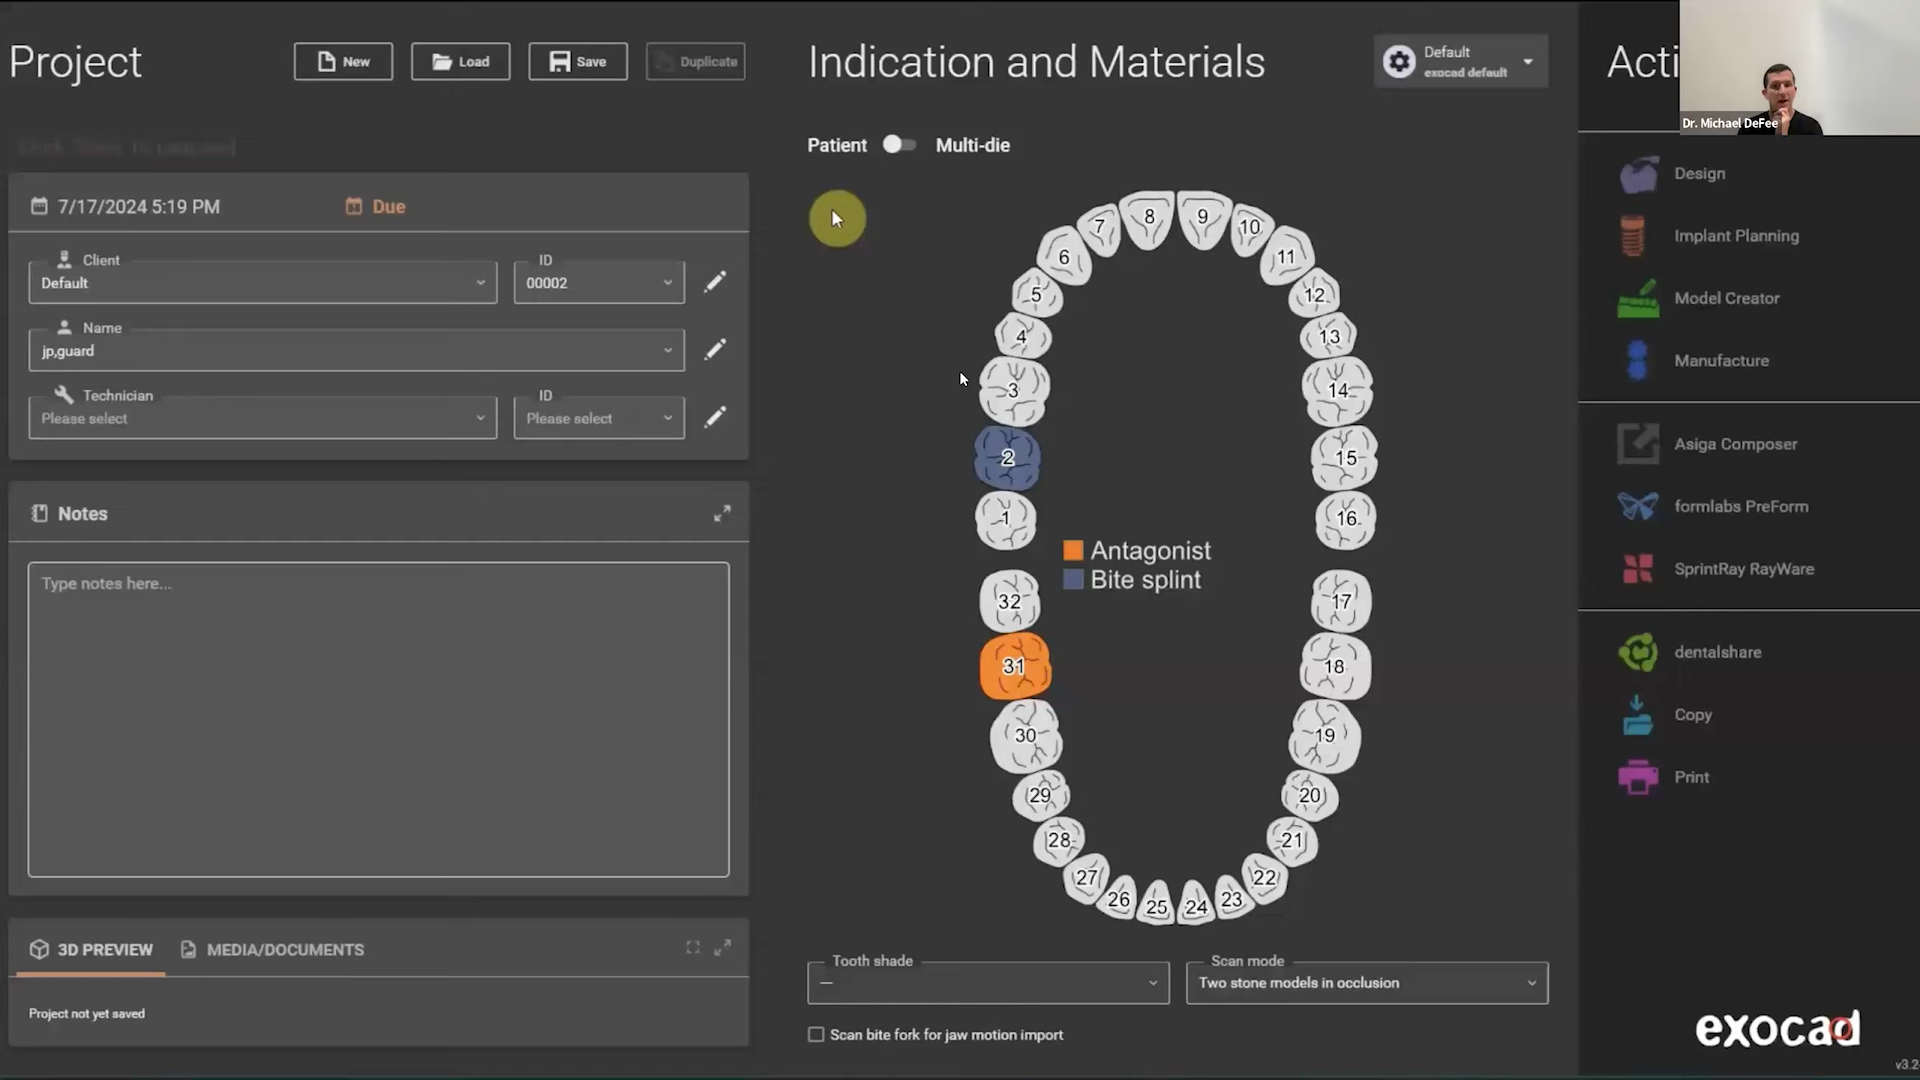 Project
New
Load
Save
Duplicate
7/17/2024 5:19 PM
Due
Client
Default
ID
00002
Name
jp,guard
Technician
Please select
ID
Please select
Notes
Type notes here...
3D PREVIEW
MEDIA/DOCUMENTS
Project not yet saved
Indication and Materials
Default
exocad default
Patient
Multi-die
8
9
7
10
6
11
5
12
4
13
3
14
2
15
1
16
Antagonist
Bite splint
32
17
31
18
30
19
29
20
28
21
27
22
26
23
25
24
Tooth shade
—
Scan mode
Two stone models in occlusion
Scan bite fork for jaw motion import
Acti
Dr. Michael DeFee
Design
Implant Planning
Model Creator
Manufacture
Asiga Composer
formlabs PreForm
SprintRay RayWare
dentalshare
Copy
Print
exocad
v3.2